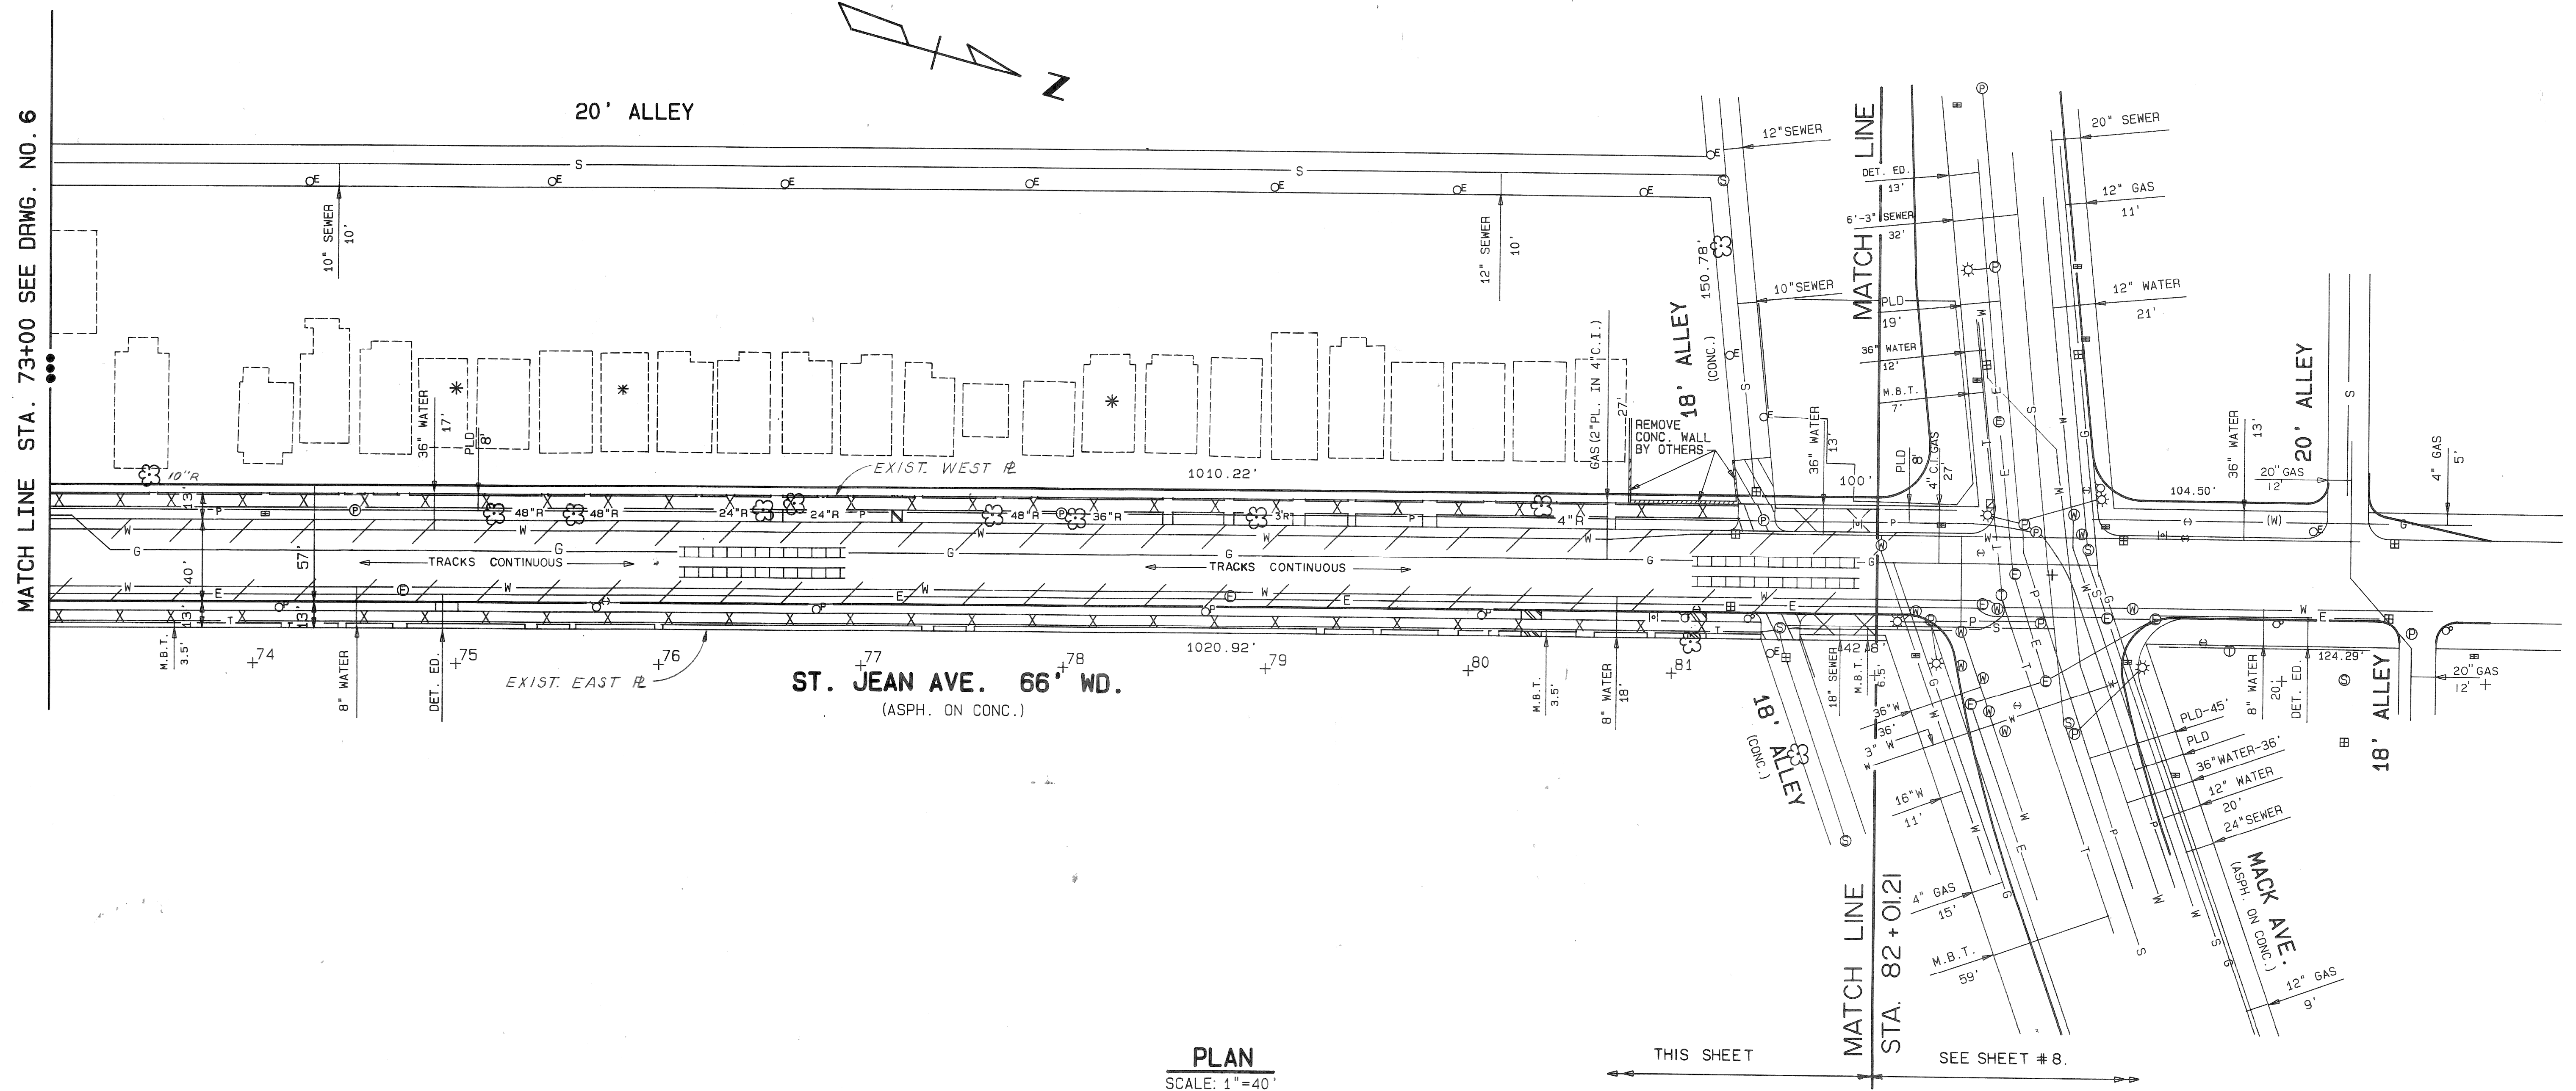 MATCH LINE STA. 73+00 SEE DRWG. NO. 6
20' ALLEY
N
S
S
E
E
E
E
E
E
E
E
10" SEWER
10'
12" SEWER
10'
12"SEWER
10"SEWER
150.78'
18' ALLEY
(CONC.)
36" WATER
17'
PLD
8'
GAS (2"PL. IN 4"C.I.)
27'
REMOVE
CONC. WALL
BY OTHERS
EXIST. WEST PL
1010.22'
10"R
48"R
48"R
24"R
24"R
48"R
36"R
3"R
4"R
13'
40'
13'
57'
13'
TRACKS CONTINUOUS
TRACKS CONTINUOUS
M.B.T.
3.5'
8" WATER
DET. ED.
M.B.T.
3.5'
8" WATER
18'
18" SEWER
M.B.T.
6.5'
74
75
76
77
78
79
80
81
1020.92'
EXIST. EAST PL
ST. JEAN AVE. 66' WD.
(ASPH. ON CONC.)
18' ALLEY
(CONC.)
MATCH LINE
DET. ED.
13'
6'-3" SEWER
32'
PLD
19'
36" WATER
12'
M.B.T.
7'
36" WATER
13'
100'
PLD
8'
4" C.I.GAS
27'
20" SEWER
12" GAS
11'
12" WATER
21'
36" WATER
13'
20" GAS
12'
20' ALLEY
4" GAS
5'
104.50'
(W)
124.29'
8" WATER
20'
DET. ED.
20" GAS
12'
18' ALLEY
36"W
36'
3" W
16"W
11'
4" GAS
15'
M.B.T.
59'
PLD-45'
PLD
36"WATER-36'
12" WATER
20'
24"SEWER
MACK AVE.
(ASPH. ON CONC.)
12" GAS
9'
MATCH LINE
STA. 82+01.21
THIS SHEET
SEE SHEET #8.
PLAN
SCALE: 1"=40'